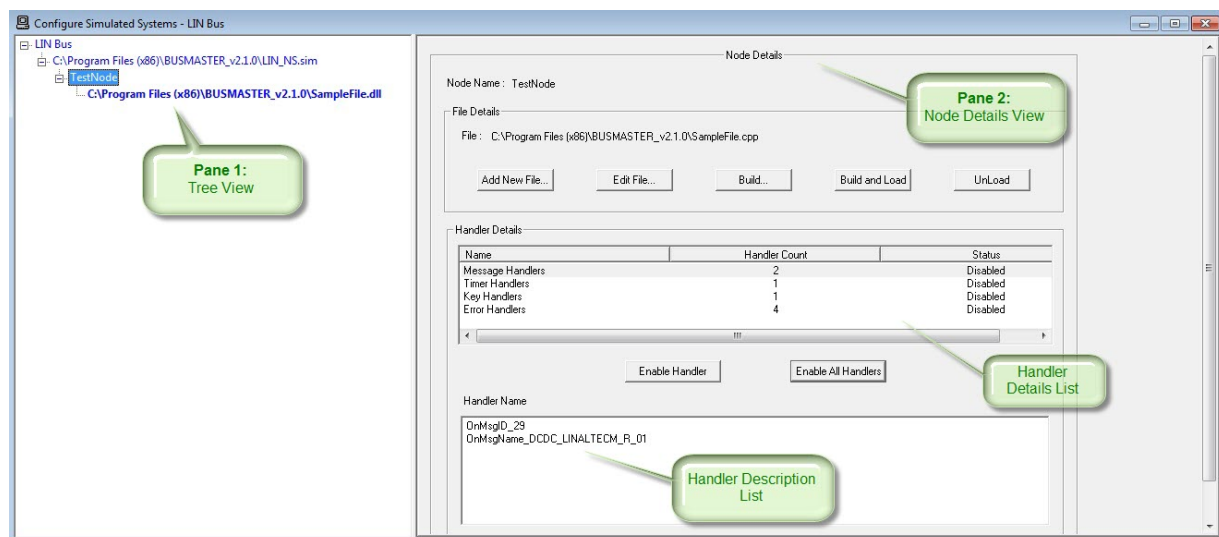 Configure Simulated Systems - LIN Bus
LIN Bus
C:\Program Files (x86)\BUSMASTER_v2.1.0\LIN_NS.sim
TestNode
C:\Program Files (x86)\BUSMASTER_v2.1.0\SampleFile.dll
Pane 1:
Tree View
Node Details
Node Name : TestNode
Pane 2:
Node Details View
File Details
File : C:\Program Files (x86)\BUSMASTER_v2.1.0\SampleFile.cpp
Add New File... Edit File... Build... Build and Load UnLoad
Handler Details
Name Handler Count Status
Message Handlers 2 Disabled
Timer Handlers 1 Disabled
Key Handlers 1 Disabled
Error Handlers 4 Disabled
Enable Handler Enable All Handlers
Handler
Details List
Handler Name
OnMsgID_29
OnMsgName_DCDC_LINALTECM_R_01
Handler Description
List